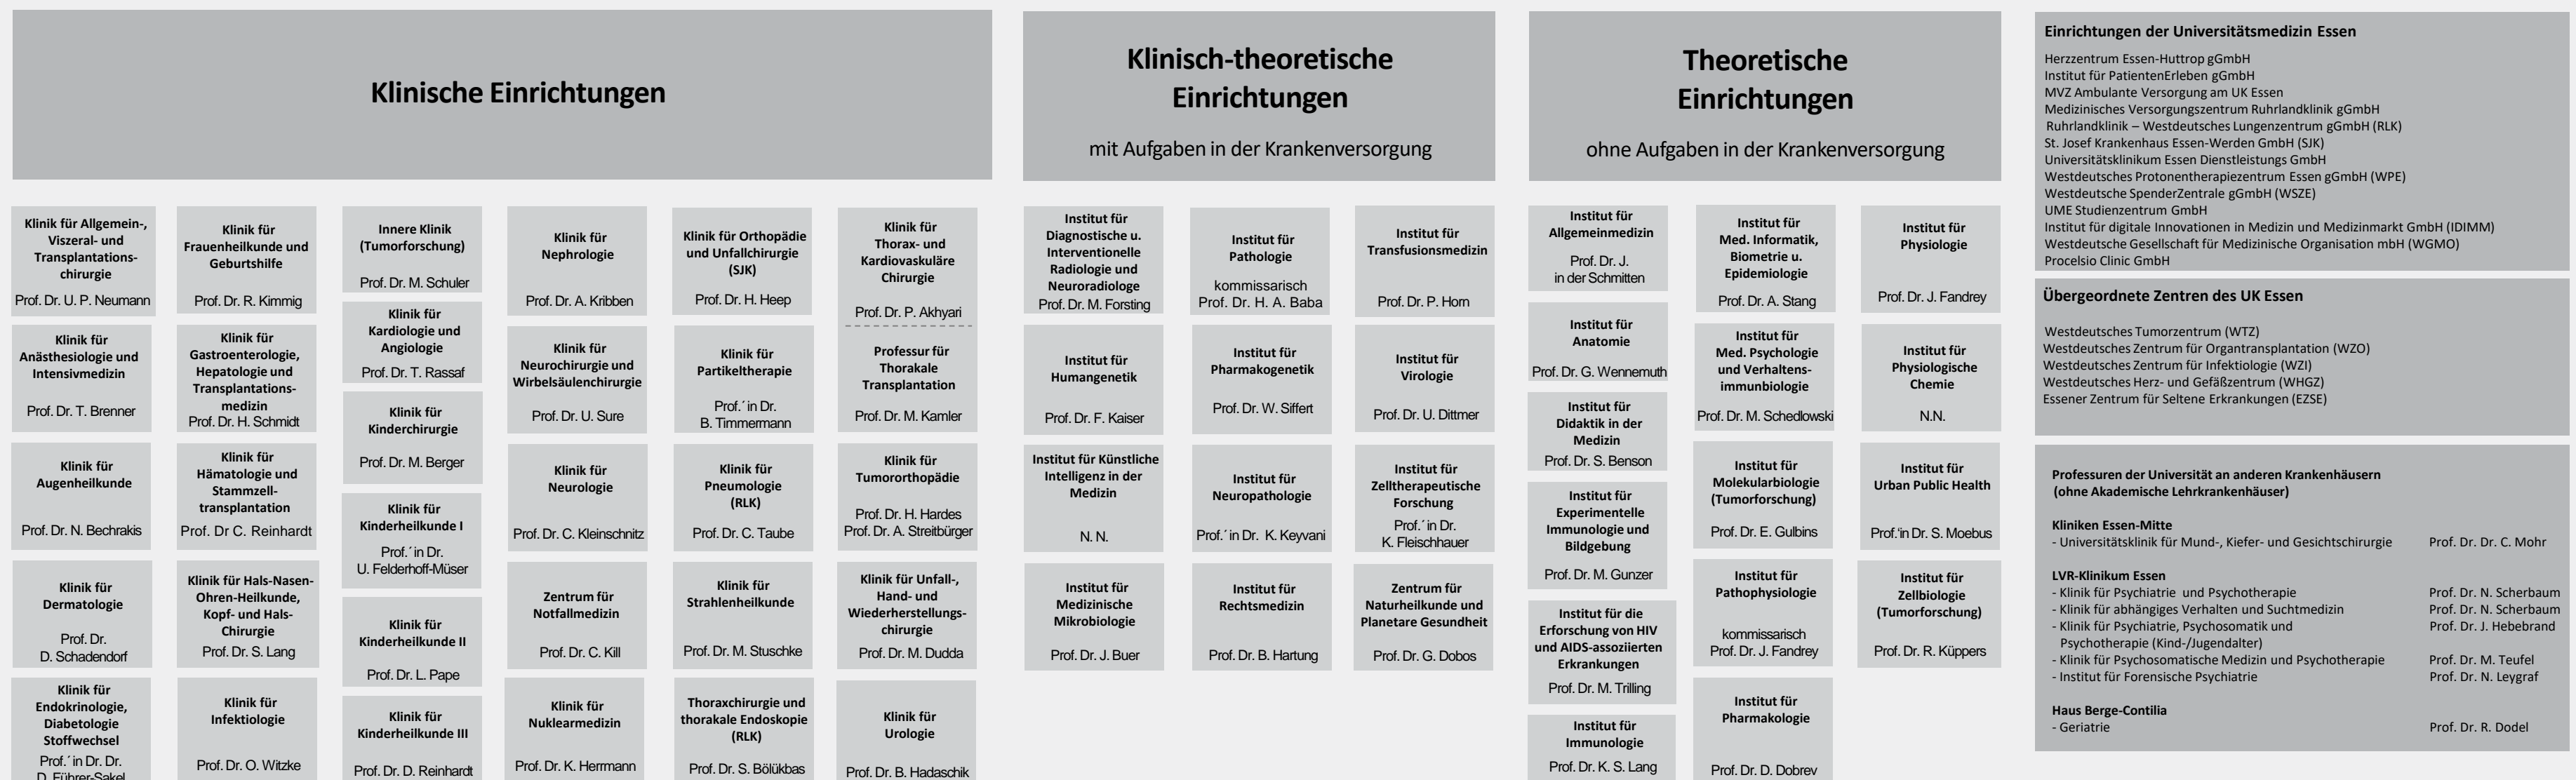 Klinische Einrichtungen
Klinik für Allgemein-,
Viszeral- und
Transplantations-
chirurgie
Prof. Dr. U. P. Neumann
Klinik für
Anästhesiologie und
Intensivmedizin
Prof. Dr. T. Brenner
Klinik für
Augenheilkunde
Prof. Dr. N. Bechrakis
Klinik für
Dermatologie
Prof. Dr.
D. Schadendorf
Klinik für
Endokrinologie,
Diabetologie
Stoffwechsel
Prof.´ in Dr. Dr.
D. Führer-Sakel
Klinik für
Frauenheilkunde und
Geburtshilfe
Prof. Dr. R. Kimmig
Klinik für
Gastroenterologie,
Hepatologie und
Transplantations-
medizin
Prof. Dr. H. Schmidt
Klinik für
Hämatologie und
Stammzell-
transplantation
Prof. Dr C. Reinhardt
Klinik für Hals-Nasen-
Ohren-Heilkunde,
Kopf- und Hals-
Chirurgie
Prof. Dr. S. Lang
Klinik für
Infektiologie
Prof. Dr. O. Witzke
Innere Klinik
(Tumorforschung)
Prof. Dr. M. Schuler
Klinik für
Kardiologie und
Angiologie
Prof. Dr. T. Rassaf
Klinik für
Kinderchirurgie
Prof. Dr. M. Berger
Klinik für
Kinderheilkunde I
Prof.´ in Dr.
U. Felderhoff-Müser
Klinik für
Kinderheilkunde II
Prof. Dr. L. Pape
Klinik für
Kinderheilkunde III
Prof. Dr. D. Reinhardt
Klinik für
Nephrologie
Prof. Dr. A. Kribben
Klinik für
Neurochirurgie und
Wirbelsäulenchirurgie
Prof. Dr. U. Sure
Klinik für
Neurologie
Prof. Dr. C. Kleinschnitz
Zentrum für
Notfallmedizin
Prof. Dr. C. Kill
Klinik für
Nuklearmedizin
Prof. Dr. K. Herrmann
Klinik für Orthopädie
und Unfallchirurgie
(SJK)
Prof. Dr. H. Heep
Klinik für
Partikeltherapie
Prof.´ in Dr.
B. Timmermann
Klinik für
Pneumologie
(RLK)
Prof. Dr. C. Taube
Klinik für
Strahlenheilkunde
Prof. Dr. M. Stuschke
Thoraxchirurgie und
thorakale Endoskopie
(RLK)
Prof. Dr. S. Bölükbas
Klinik für
Thorax- und
Kardiovaskuläre
Chirurgie
Prof. Dr. P. Akhyari
Professur für
Thorakale
Transplantation
Prof. Dr. M. Kamler
Klinik für
Tumororthopädie
Prof. Dr. H. Hardes
Prof. Dr. A. Streitbürger
Klinik für Unfall-,
Hand- und
Wiederherstellungs-
chirurgie
Prof. Dr. M. Dudda
Klinik für
Urologie
Prof. Dr. B. Hadaschik
Klinisch-theoretische
Einrichtungen
mit Aufgaben in der Krankenversorgung
Institut für
Diagnostische u.
Interventionelle
Radiologie und
Neuroradiologe
Prof. Dr. M. Forsting
Institut für
Humangenetik
Prof. Dr. F. Kaiser
Institut für Künstliche
Intelligenz in der
Medizin
N. N.
Institut für
Medizinische
Mikrobiologie
Prof. Dr. J. Buer
Institut für
Pathologie
kommissarisch
Prof. Dr. H. A. Baba
Institut für
Pharmakogenetik
Prof. Dr. W. Siffert
Institut für
Neuropathologie
Prof.´ in Dr. K. Keyvani
Institut für
Rechtsmedizin
Prof. Dr. B. Hartung
Institut für
Transfusionsmedizin
Prof. Dr. P. Horn
Institut für
Virologie
Prof. Dr. U. Dittmer
Institut für
Zelltherapeutische
Forschung
Prof.´ in Dr.
K. Fleischhauer
Zentrum für
Naturheilkunde und
Planetare Gesundheit
Prof. Dr. G. Dobos
Theoretische
Einrichtungen
ohne Aufgaben in der Krankenversorgung
Institut für
Allgemeinmedizin
Prof. Dr. J.
in der Schmitten
Institut für
Anatomie
Prof. Dr. G. Wennemuth
Institut für
Didaktik in der
Medizin
Prof. Dr. S. Benson
Institut für
Experimentelle
Immunologie und
Bildgebung
Prof. Dr. M. Gunzer
Institut für die
Erforschung von HIV
und AIDS-assoziierten
Erkrankungen
Prof. Dr. M. Trilling
Institut für
Immunologie
Prof. Dr. K. S. Lang
Institut für
Med. Informatik,
Biometrie u.
Epidemiologie
Prof. Dr. A. Stang
Institut für
Med. Psychologie
und Verhaltens-
immunbiologie
Prof. Dr. M. Schedlowski
Institut für
Molekularbiologie
(Tumorforschung)
Prof. Dr. E. Gulbins
Institut für
Pathophysiologie
kommissarisch
Prof. Dr. J. Fandrey
Institut für
Pharmakologie
Prof. Dr. D. Dobrev
Institut für
Physiologie
Prof. Dr. J. Fandrey
Institut für
Physiologische
Chemie
N.N.
Institut für
Urban Public Health
Prof.'in Dr. S. Moebus
Institut für
Zellbiologie
(Tumorforschung)
Prof. Dr. R. Küppers
Einrichtungen der Universitätsmedizin Essen
Herzzentrum Essen-Huttrop gGmbH
Institut für PatientenErleben gGmbH
MVZ Ambulante Versorgung am UK Essen
Medizinisches Versorgungszentrum Ruhrlandklinik gGmbH
Ruhrlandklinik – Westdeutsches Lungenzentrum gGmbH (RLK)
St. Josef Krankenhaus Essen-Werden GmbH (SJK)
Universitätsklinikum Essen Dienstleistungs GmbH
Westdeutsches Protonentherapiezentrum Essen gGmbH (WPE)
Westdeutsche SpenderZentrale gGmbH (WSZE)
UME Studienzentrum GmbH
Institut für digitale Innovationen in Medizin und Medizinmarkt GmbH (IDIMM)
Westdeutsche Gesellschaft für Medizinische Organisation mbH (WGMO)
Procelsio Clinic GmbH
Übergeordnete Zentren des UK Essen
Westdeutsches Tumorzentrum (WTZ)
Westdeutsches Zentrum für Organtransplantation (WZO)
Westdeutsches Zentrum für Infektiologie (WZI)
Westdeutsches Herz- und Gefäßzentrum (WHGZ)
Essener Zentrum für Seltene Erkrankungen (EZSE)
Professuren der Universität an anderen Krankenhäusern
(ohne Akademische Lehrkrankenhäuser)
Kliniken Essen-Mitte
- Universitätsklinik für Mund-, Kiefer- und Gesichtschirurgie Prof. Dr. Dr. C. Mohr
LVR-Klinikum Essen
- Klinik für Psychiatrie und Psychotherapie Prof. Dr. N. Scherbaum
- Klinik für abhängiges Verhalten und Suchtmedizin Prof. Dr. N. Scherbaum
- Klinik für Psychiatrie, Psychosomatik und Prof. Dr. J. Hebebrand
Psychotherapie (Kind-/Jugendalter)
- Klinik für Psychosomatische Medizin und Psychotherapie Prof. Dr. M. Teufel
- Institut für Forensische Psychiatrie Prof. Dr. N. Leygraf
Haus Berge-Contilia
- Geriatrie Prof. Dr. R. Dodel